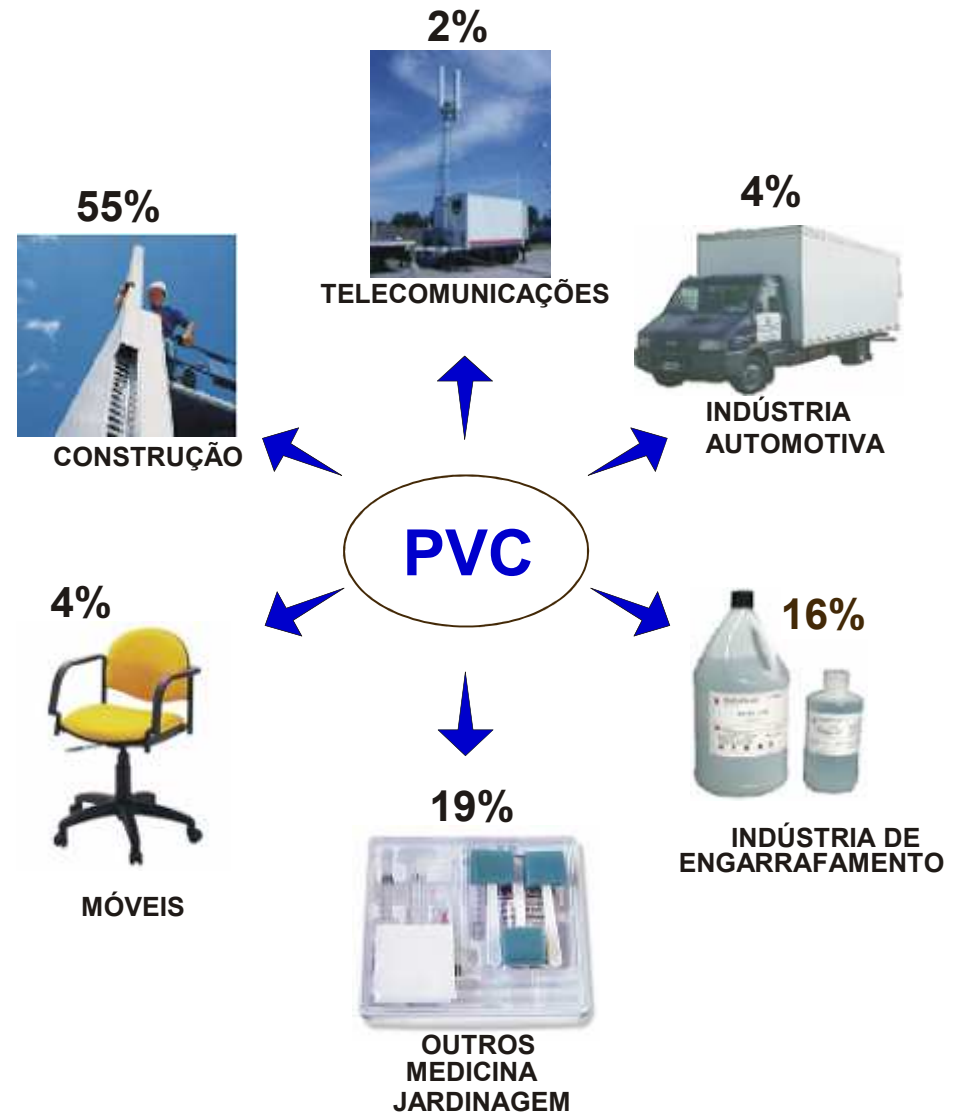 2%
TELECOMUNICAÇÕES
55%
CONSTRUÇÃO
4%
INDÚSTRIA
AUTOMOTIVA
PVC
4%
MÓVEIS
16%
INDÚSTRIA DE
ENGARRAFAMENTO
19%
OUTROS
MEDICINA
JARDINAGEM